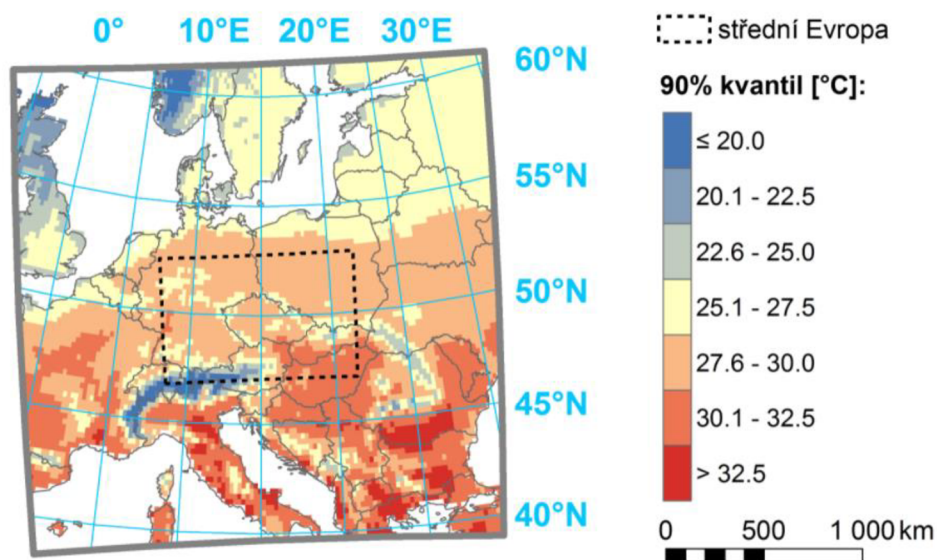 0° 10°E 20°E 30°E
60°N
55°N
50°N
45°N
40°N
střední Evropa
90% kvantil [°C]:
≤ 20.0
20.1 - 22.5
22.6 - 25.0
25.1 - 27.5
27.6 - 30.0
30.1 - 32.5
> 32.5
0 500 1 000 km